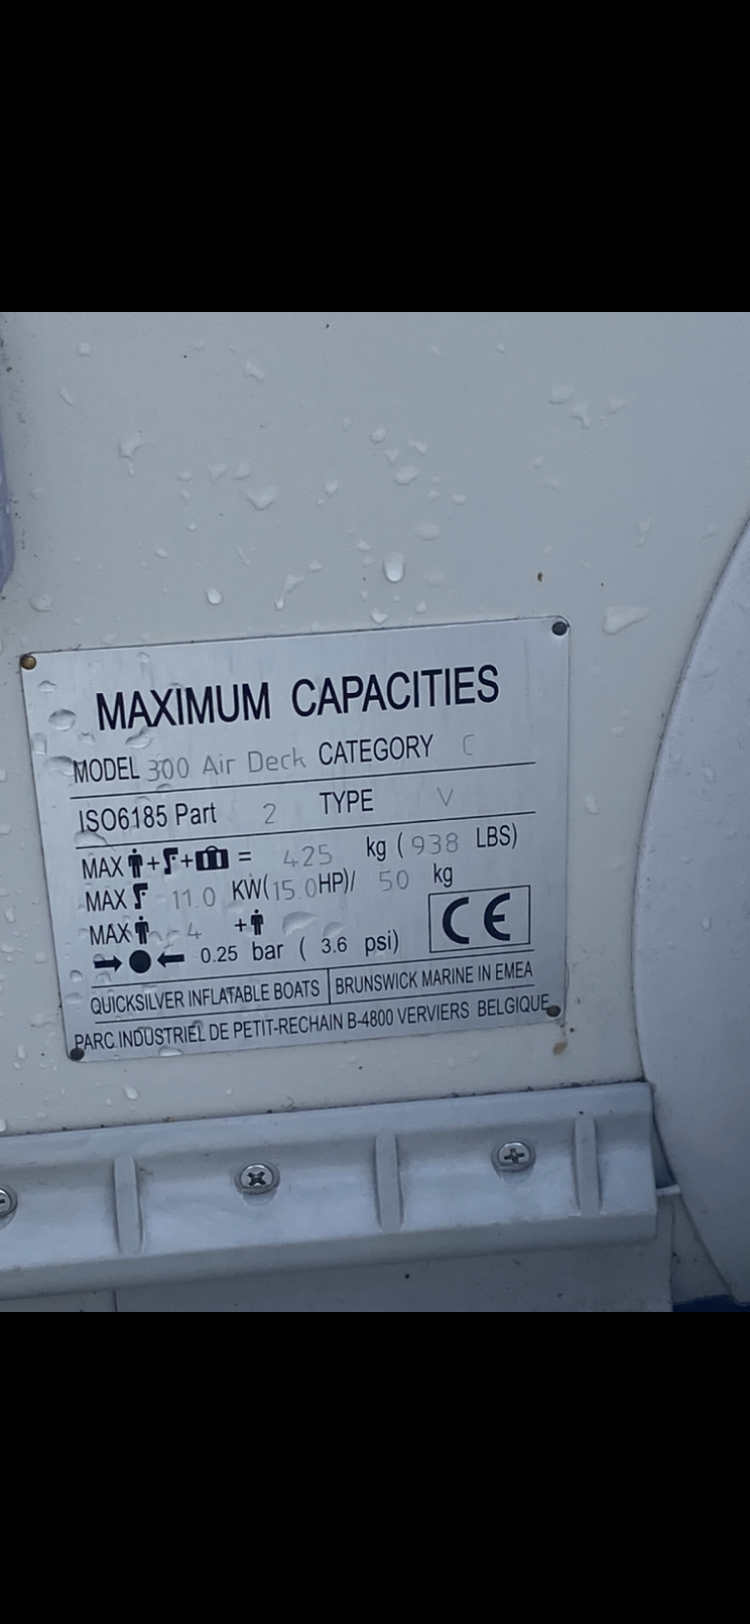 MAXIMUM CAPACITIES
MODEL 300 Air Deck CATEGORY C
ISO6185 Part 2 TYPE V
MAX + + = 425 kg (938 LBS)
MAX 11.0 KW(15.0HP)/ 50 kg
MAX 4 +
0.25 bar ( 3.6 psi) CE
QUICKSILVER INFLATABLE BOATS BRUNSWICK MARINE IN EMEA
PARC INDUSTRIEL DE PETIT-RECHAIN B-4800 VERVIERS BELGIQUE